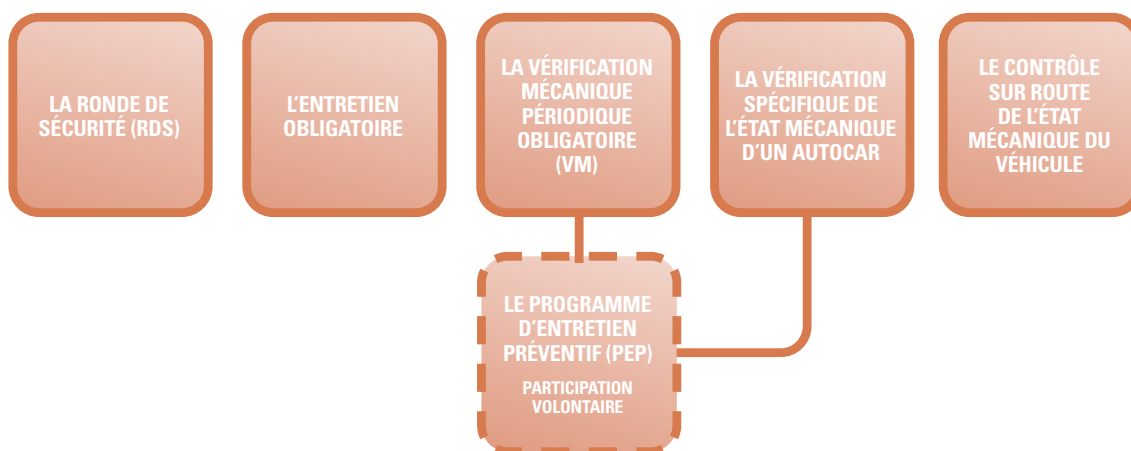 LA RONDE DE
SÉCURITÉ (RDS)
L'ENTRETIEN
OBLIGATOIRE
LA VÉRIFICATION
MÉCANIQUE
PÉRIODIQUE
OBLIGATOIRE
(VM)
LA VÉRIFICATION
SPÉCIFIQUE DE
L'ÉTAT MÉCANIQUE
D'UN AUTOCAR
LE CONTRÔLE
SUR ROUTE
DE L'ÉTAT
MÉCANIQUE DU
VÉHICULE
LE PROGRAMME
D'ENTRETIEN
PRÉVENTIF (PEP)
PARTICIPATION
VOLONTAIRE